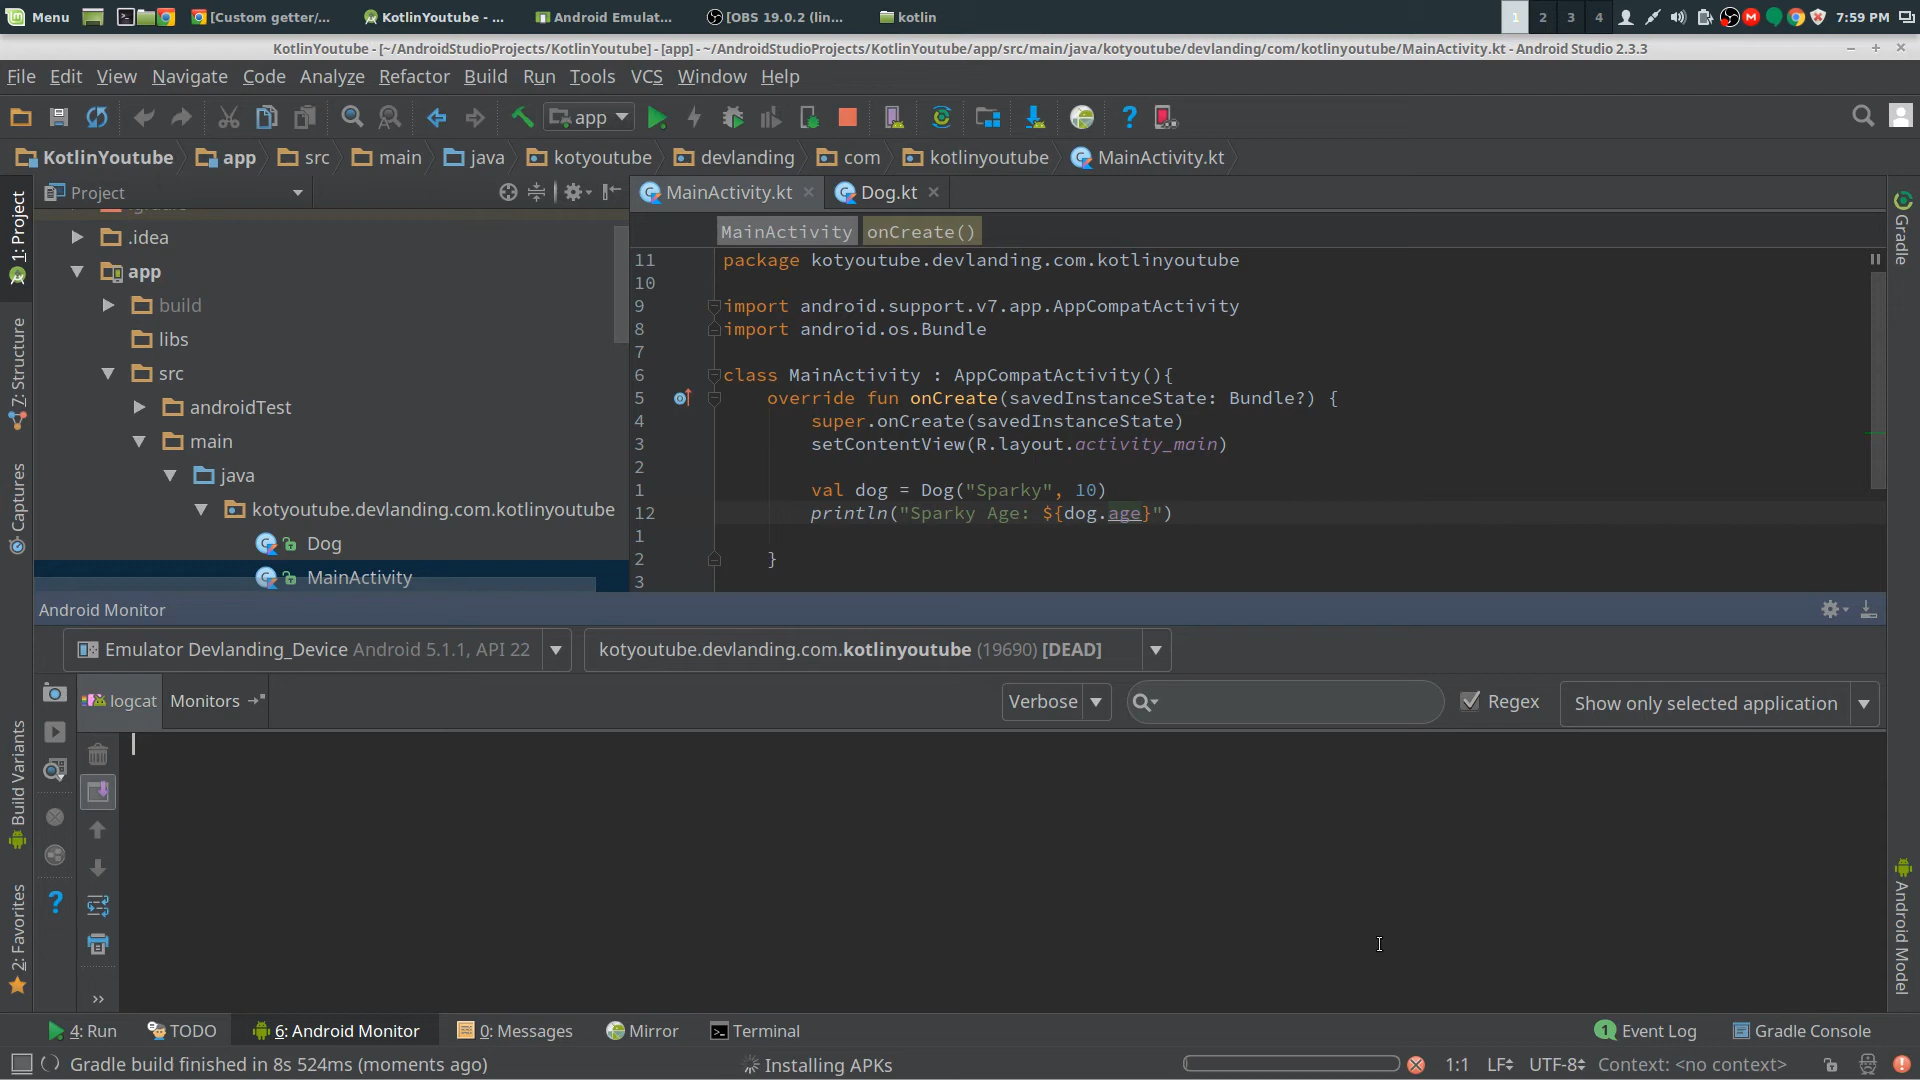 Menu
[Custom getter/...
KotlinYoutube - ...
Android Emulat...
[OBS 19.0.2 (lin...
kotlin
1 2 3 4
7:59 PM
KotlinYoutube - [~/AndroidStudioProjects/KotlinYoutube] - [app] - ~/AndroidStudioProjects/KotlinYoutube/app/src/main/java/kotyoutube/devlanding/com/kotlinyoutube/MainActivity.kt - Android Studio 2.3.3
File Edit View Navigate Code Analyze Refactor Build Run Tools VCS Window Help
app
KotlinYoutube app src main java kotyoutube devlanding com kotlinyoutube MainActivity.kt
Project
MainActivity.kt
Dog.kt
1: Project
7: Structure
Captures
Build Variants
2: Favorites
.idea
app
build
libs
src
androidTest
main
java
kotyoutube.devlanding.com.kotlinyoutube
Dog
MainActivity
MainActivity onCreate()
11 package kotyoutube.devlanding.com.kotlinyoutube
10
9 import android.support.v7.app.AppCompatActivity
8 import android.os.Bundle
7
6 class MainActivity : AppCompatActivity(){
5 override fun onCreate(savedInstanceState: Bundle?) {
4 super.onCreate(savedInstanceState)
3 setContentView(R.layout.activity_main)
2
1 val dog = Dog("Sparky", 10)
12 println("Sparky Age: ${dog.age}")
1
2 }
3
Gradle
Android Model
Android Monitor
Emulator Devlanding_Device Android 5.1.1, API 22
kotyoutube.devlanding.com.kotlinyoutube (19690) [DEAD]
logcat
Monitors
Verbose
Regex
Show only selected application
4: Run
TODO
6: Android Monitor
0: Messages
Mirror
Terminal
1 Event Log
Gradle Console
Gradle build finished in 8s 524ms (moments ago)
Installing APKs
1:1
LF
UTF-8
Context: <no context>